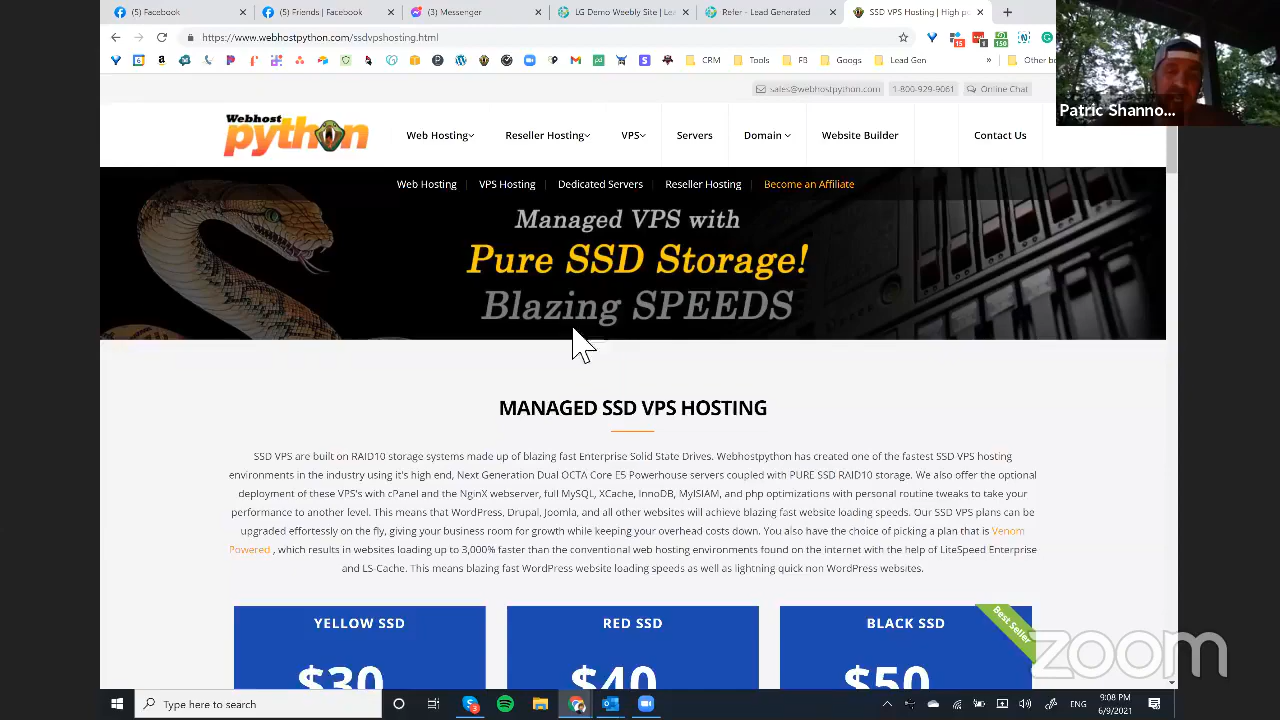 (5) Facebook
(5) Friends | Facebook
(3) Messenger
LG Demo Weebly Site | Le
Refer - Lead Generated
SSD VPS Hosting | High p
https://www.webhostpython.com/ssdvpshosting.html
CRM
Tools
FB
Googs
Lead Gen
Other bo
Patric Shanno...
sales@webhostpython.com
1-800-929-9061
Online Chat
Webhost
python
Web Hosting
Reseller Hosting
VPS
Servers
Domain
Website Builder
Contact Us
Web Hosting
VPS Hosting
Dedicated Servers
Reseller Hosting
Become an Affiliate
Managed VPS with
Pure SSD Storage!
Blazing SPEEDS
MANAGED SSD VPS HOSTING
SSD VPS are built on RAID10 storage systems made up of blazing fast Enterprise Solid State Drives. Webhostpython has created one of the fastest SSD VPS hosting
environments in the industry using it's high end, Next Generation Dual OCTA Core E5 Powerhouse servers coupled with PURE SSD RAID10 storage. We also offer the optional
deployment of these VPS's with cPanel and the NginX webserver, full MySQL, XCache, InnoDB, MyISIAM, and php optimizations with personal routine tweaks to take your
performance to another level. This means that WordPress, Drupal, Joomla, and all other websites will achieve blazing fast website loading speeds. Our SSD VPS plans can be
upgraded effortlessly on the fly, giving your business room for growth while keeping your overhead costs down. You also have the choice of picking a plan that is Venom
Powered , which results in websites loading up to 3,000% faster than the conventional web hosting environments found on the internet with the help of LiteSpeed Enterprise
and LS-Cache. This means blazing fast WordPress website loading speeds as well as lightning quick non WordPress websites.
YELLOW SSD
RED SSD
BLACK SSD
Best Seller
$30
$40
$50
zoom
Type here to search
9:08 PM
6/9/2021